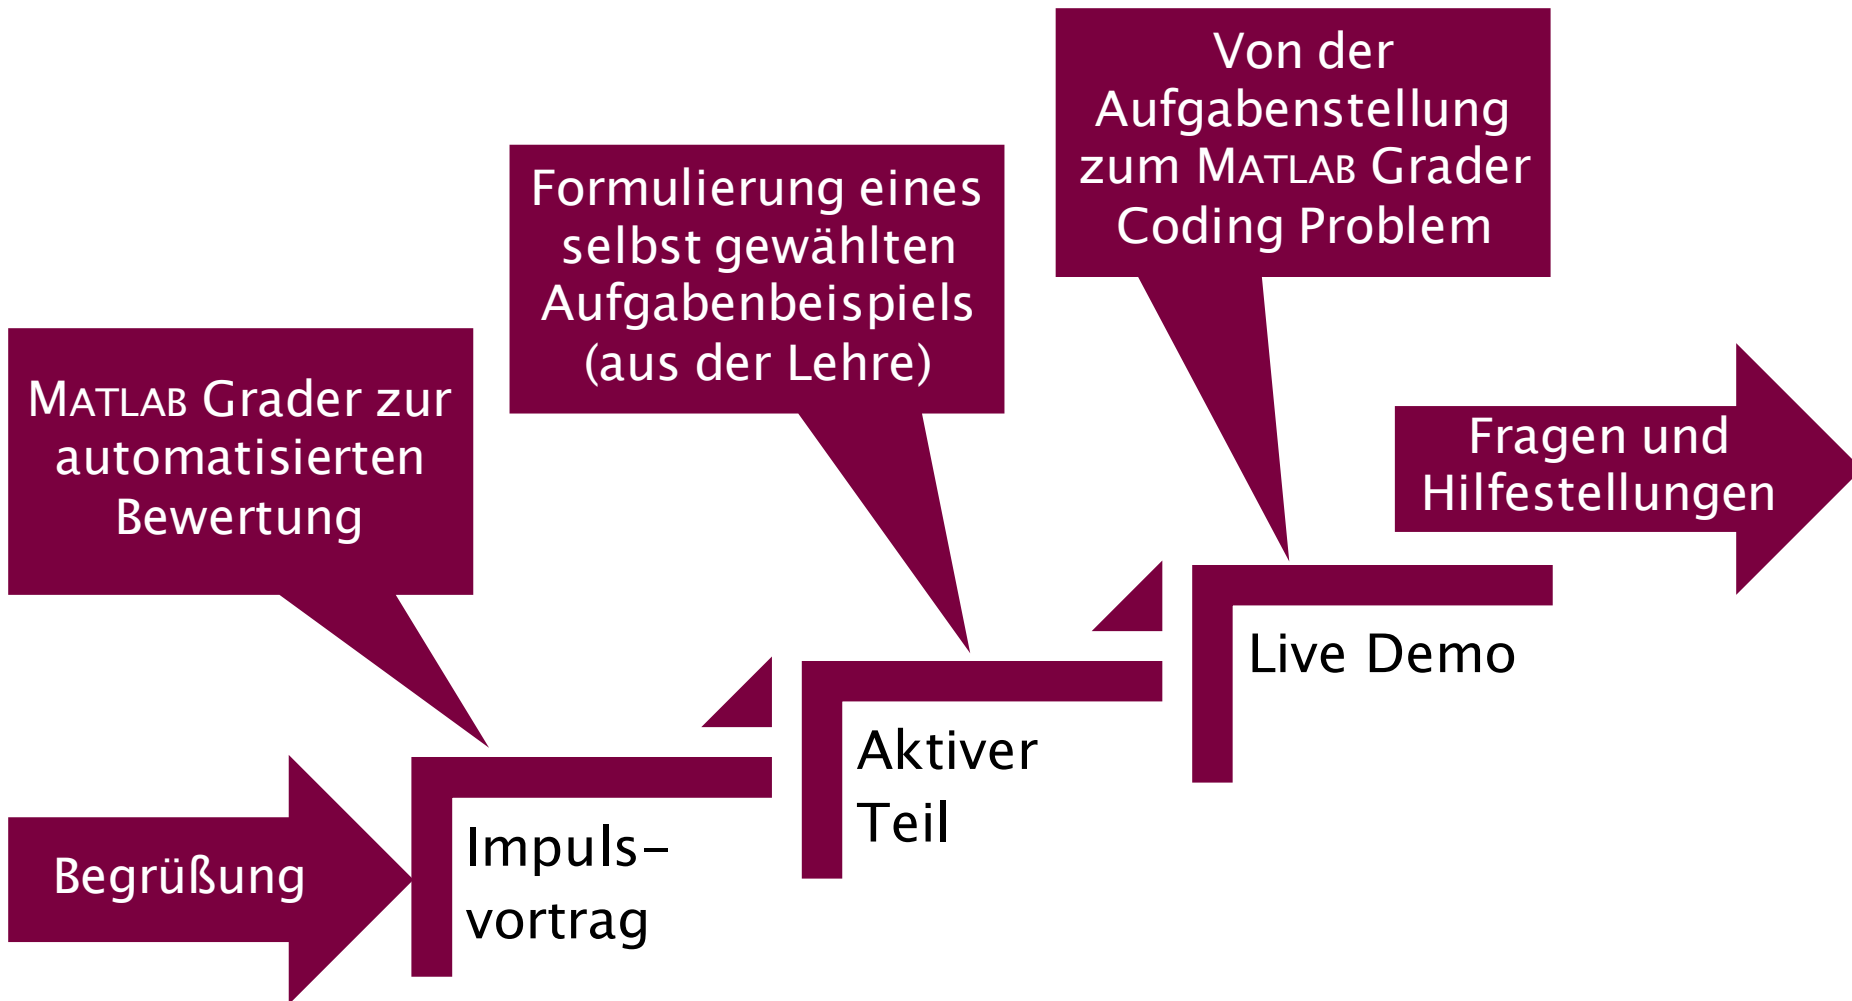 Begrüßung
MATLAB Grader zur
automatisierten
Bewertung
Impuls-
vortrag
Formulierung eines
selbst gewählten
Aufgabenbeispiels
(aus der Lehre)
Aktiver
Teil
Von der
Aufgabenstellung
zum MATLAB Grader
Coding Problem
Live Demo
Fragen und
Hilfestellungen